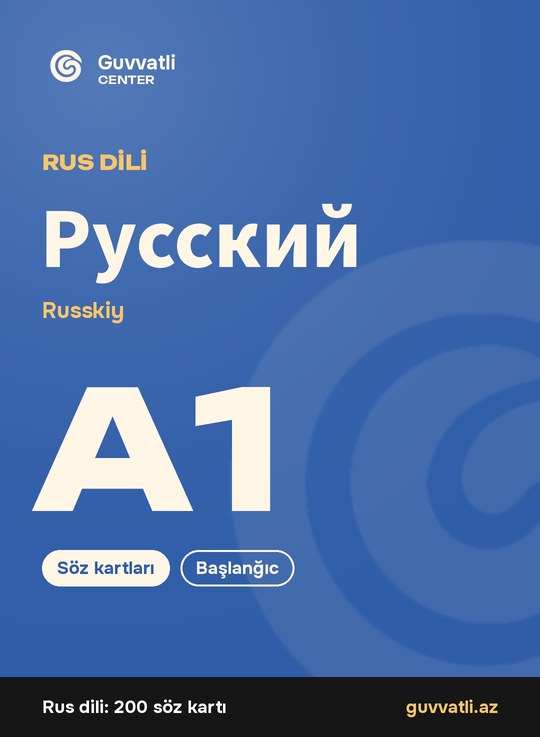 Guvvatli
CENTER
RUS DİLİ
Русский
Russkiy
A1
Söz kartları
Başlanğıc
Rus dili: 200 söz kartı
guvvatli.az